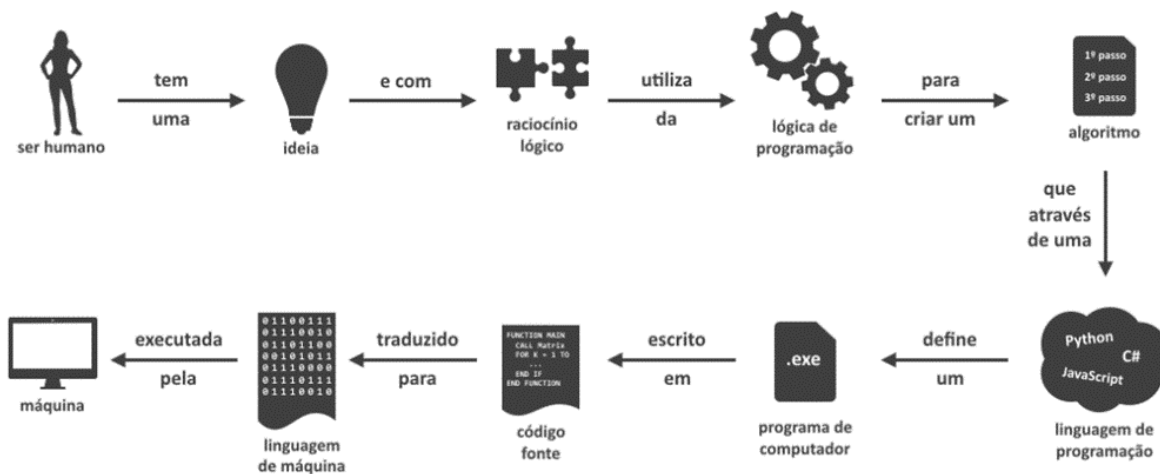 tem
uma
ser humano
ideia
e com
raciocínio
lógico
utiliza
da
lógica de
programação
para
criar um
1º passo
2º passo
3º passo
algoritmo
que
através
de uma
Python
C#
JavaScript
linguagem de
programação
define
um
.exe
programa de
computador
escrito
em
FUNCTION MAIN
CALL Matrix
FOR K = 1 TO
...
END IF
END FUNCTION
código
fonte
traduzido
para
01100111
01110010
01101100
00101011
01110000
01110111
01110010
linguagem
de máquina
executada
pela
máquina